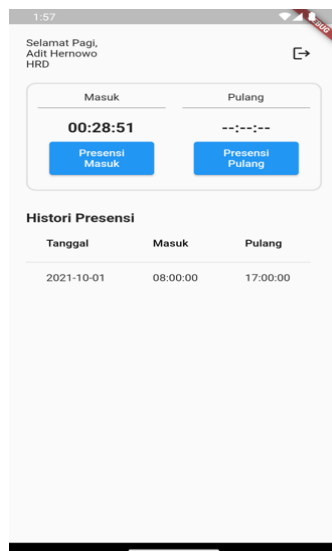 1:57
Selamat Pagi,
Adit Hernowo
HRD
Masuk Pulang
00:28:51 --:--:--
Presensi Masuk Presensi Pulang
Histori Presensi
Tanggal Masuk Pulang
2021-10-01 08:00:00 17:00:00